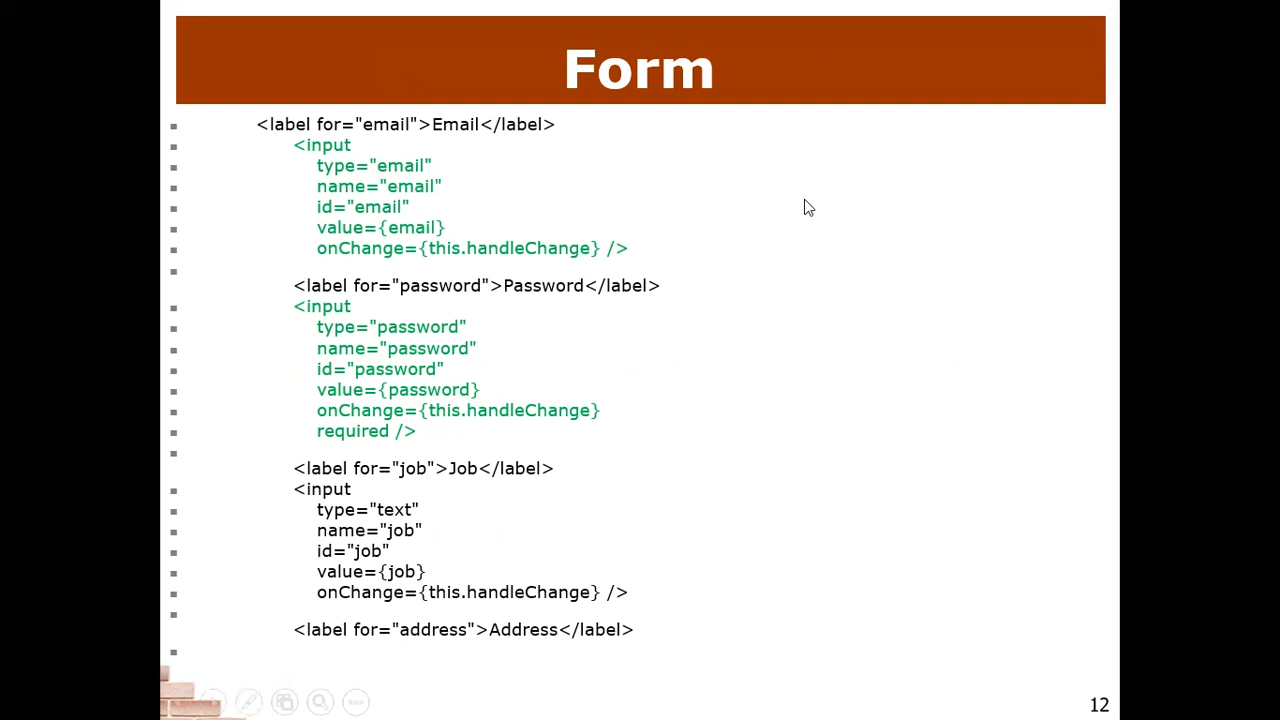 Form
<label for="email">Email</label>
<input
type="email"
name="email"
id="email"
value={email}
onChange={this.handleChange} />
<label for="password">Password</label>
<input
type="password"
name="password"
id="password"
value={password}
onChange={this.handleChange}
required />
<label for="job">Job</label>
<input
type="text"
name="job"
id="job"
value={job}
onChange={this.handleChange} />
<label for="address">Address</label>
12